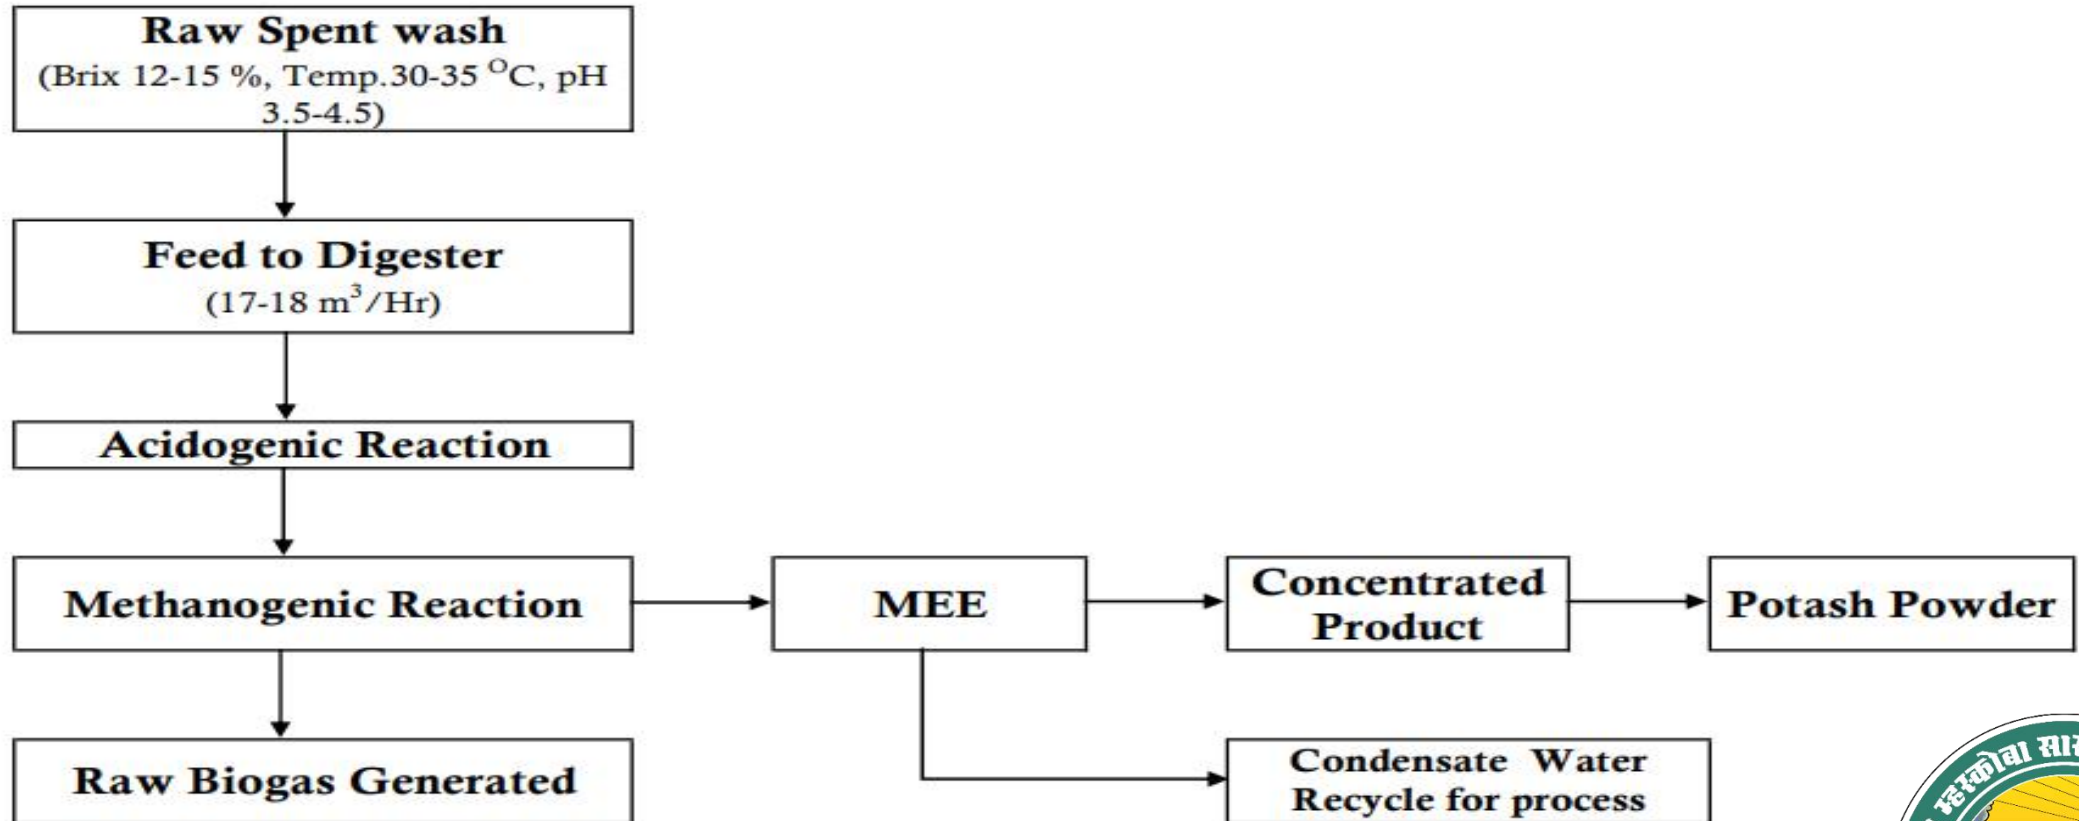 Raw Spent wash
(Brix 12-15 %, Temp.30-35 ᴼC, pH
3.5-4.5)
Feed to Digester
(17-18 m³/Hr)
Acidogenic Reaction
Methanogenic Reaction
MEE
Concentrated
Product
Potash Powder
Raw Biogas Generated
Condensate Water
Recycle for process